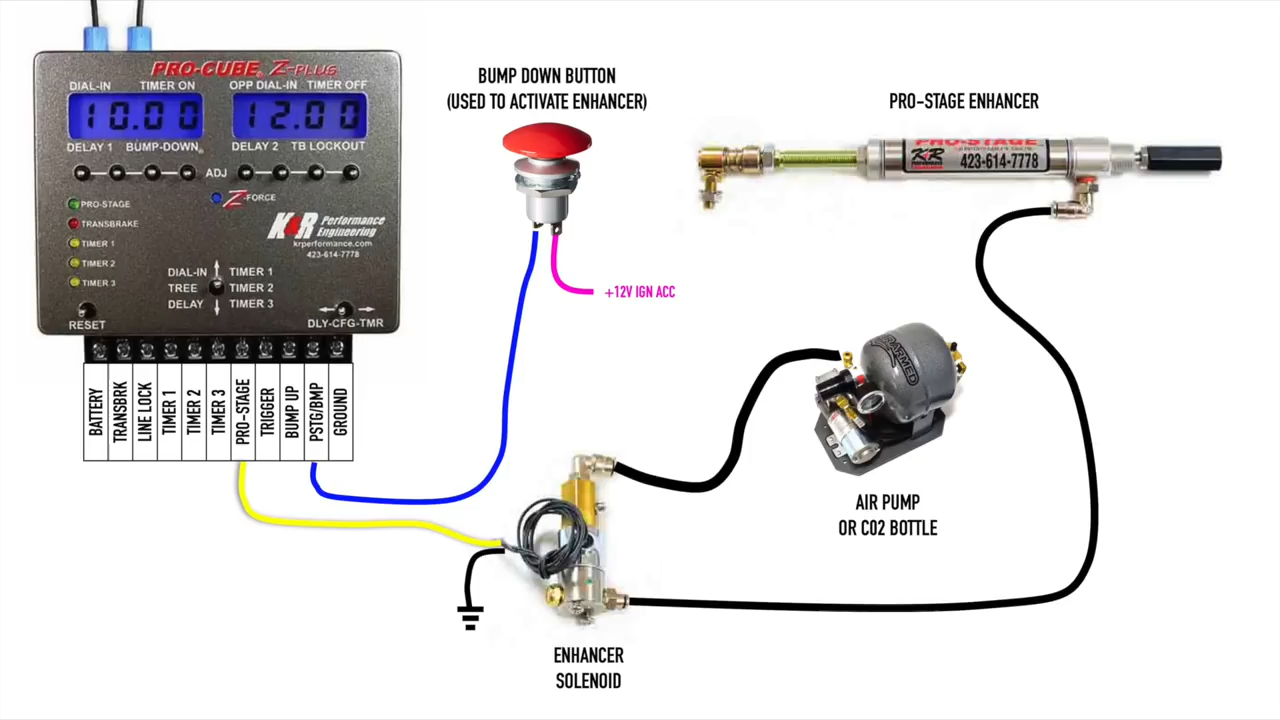 PRO-CUBE® Z-PLUS
DIAL-IN TIMER ON OPP DIAL-IN TIMER OFF
10.00 12.00
DELAY 1 BUMP-DOWN DELAY 2 TB LOCKOUT
ADJ
PRO-STAGE
TRANSBRAKE
TIMER 1
TIMER 2
TIMER 3
Z-FORCE
K&R Performance
Engineering
krperformance.com
423-614-7778
DIAL-IN TIMER 1
TREE TIMER 2
DELAY TIMER 3
RESET
DLY-CFG-TMR
BATTERY
TRANSBRK
LINE LOCK
TIMER 1
TIMER 2
TIMER 3
PRO-STAGE
TRIGGER
BUMP UP
PSTG/BMP
GROUND
BUMP DOWN BUTTON
(USED TO ACTIVATE ENHANCER)
+12V IGN ACC
PRO-STAGE ENHANCER
PRO-STAGE
K&R
423-614-7778
AIR PUMP
OR CO2 BOTTLE
ENHANCER
SOLENOID